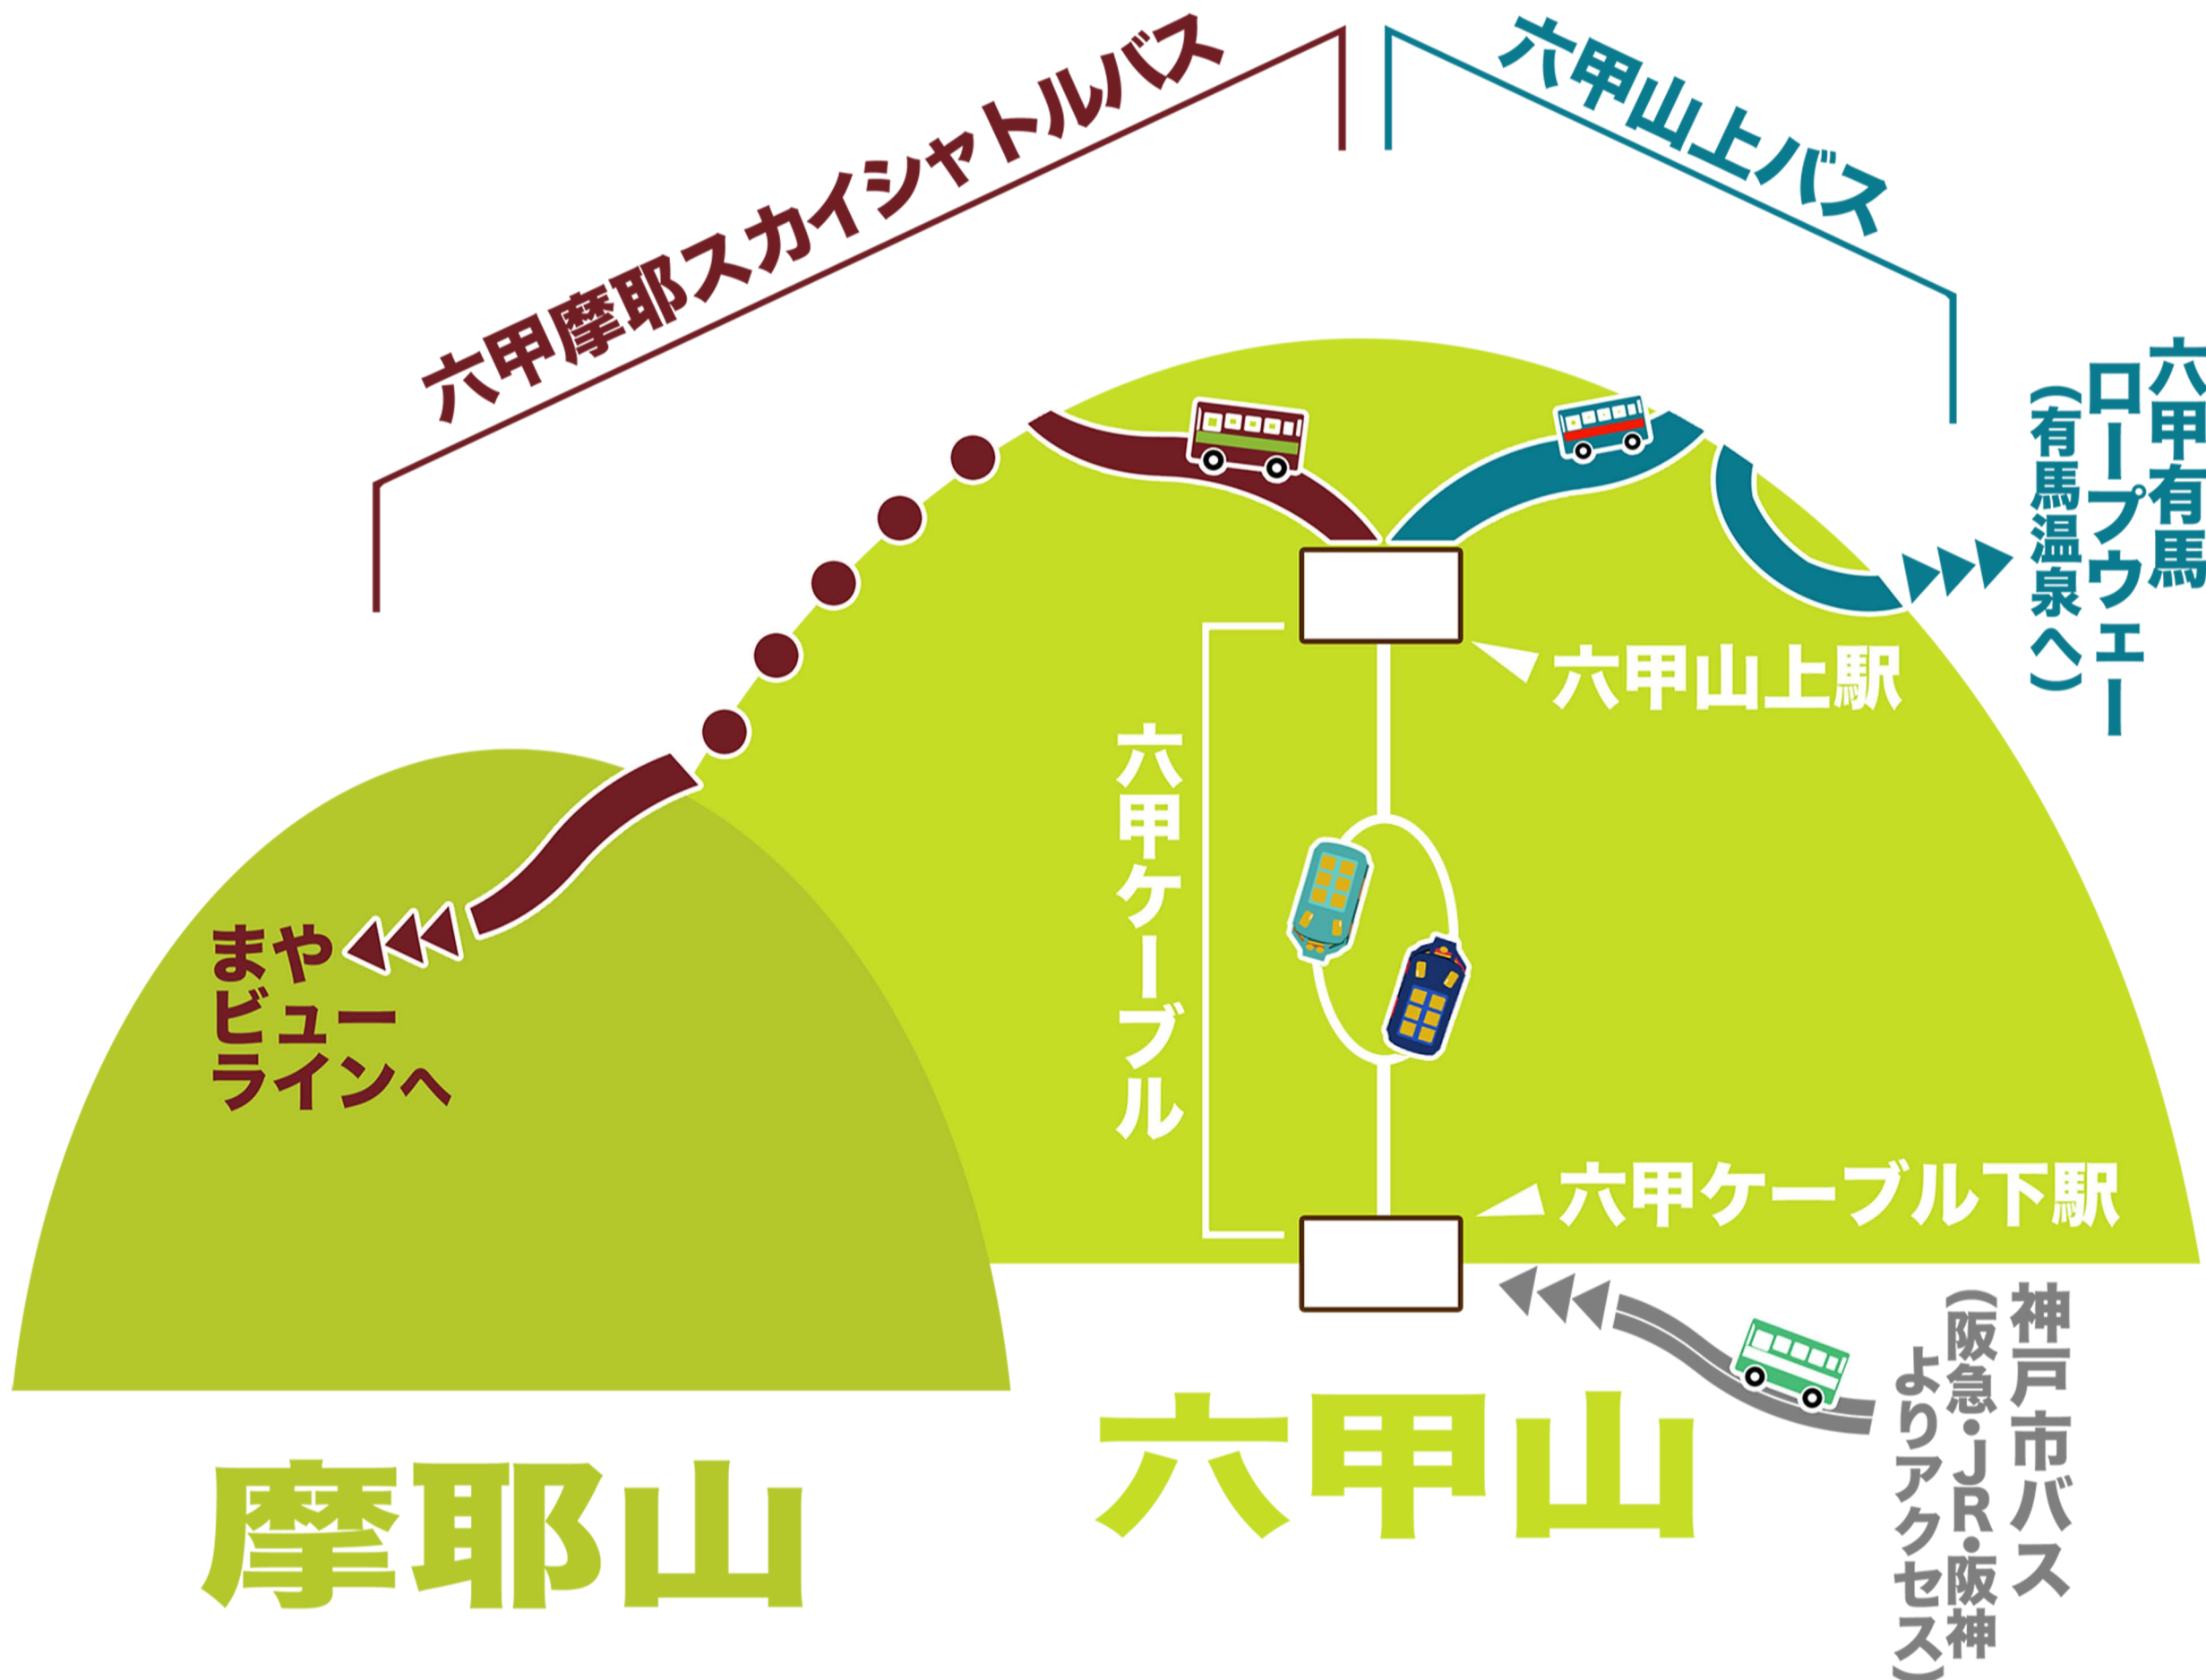 六甲摩耶スカイシャトルバス
六甲山上バス
六甲有馬
ロープウェー
(有馬温泉へ)
六甲山上駅
六甲ケーブル
まや
ビュー
ラインへ
六甲ケーブル下駅
神戸市バス
(阪急・JR・阪神
よりアクセス)
六甲山
摩耶山